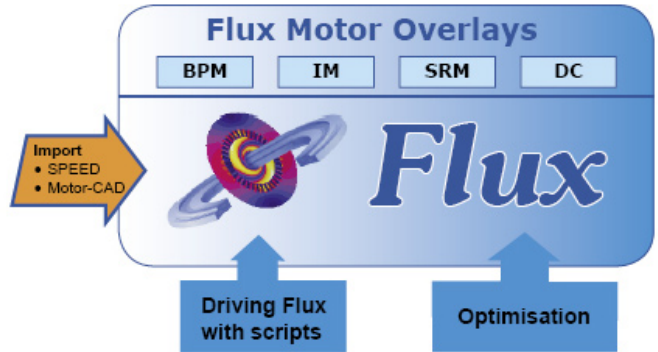 Flux Motor Overlays
BPM
IM
SRM
DC
Import
• SPEED
• Motor-CAD
Flux
Driving Flux
with scripts
Optimisation